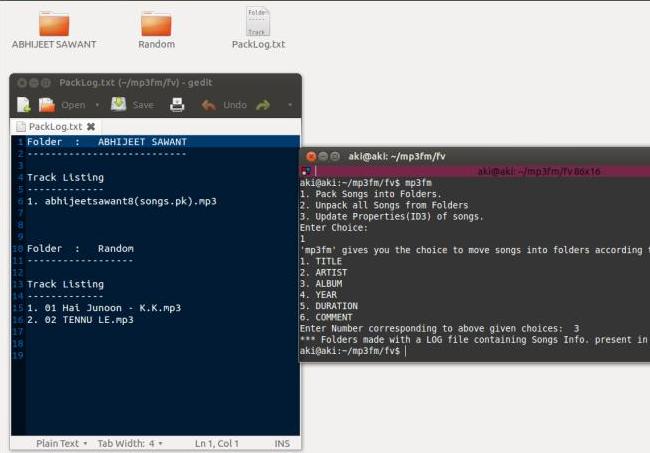 ABHIJEET SAWANT
Random
PackLog.txt
Folder
-----
Track
PackLog.txt (~/mp3fm/fv) - gedit
Open
Save
Undo
PackLog.txt
1 Folder  :   ABHIJEET SAWANT
2 ---------------------------
3
4 Track Listing
5 -------------
6 1. abhijeetsawant8(songs.pk).mp3
7
8
9
10 Folder  :   Random
11 ------------------
12
13 Track Listing
14 -------------
15 1. 01 Hai Junoon - K.K.mp3
16 2. 02 TENNU LE.mp3
17
18
19
Plain Text
Tab Width: 4
Ln 1, Col 1
INS
aki@aki: ~/mp3fm/fv
aki@aki: ~/mp3fm/fv 86x16
aki@aki:~/mp3fm/fv$ mp3fm
1. Pack Songs into Folders.
2. Unpack all Songs from Folders
3. Update Properties(ID3) of songs.
Enter Choice:
1
'mp3fm' gives you the choice to move songs into folders according
1. TITLE
2. ARTIST
3. ALBUM
4. YEAR
5. DURATION
6. COMMENT
Enter Number corresponding to above given choices:  3
*** Folders made with a LOG file containing Songs Info. present in
aki@aki:~/mp3fm/fv$